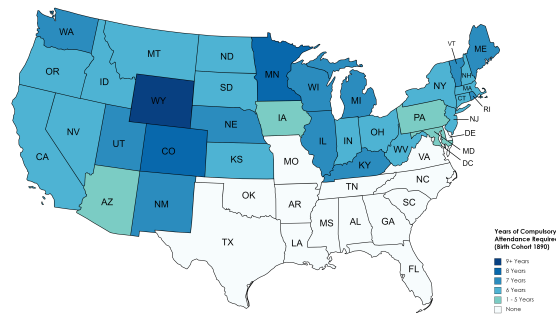 WA
OR
CA
NV
ID
MT
WY
UT
AZ
CO
NM
ND
SD
NE
KS
OK
TX
MN
IA
MO
AR
LA
WI
IL
MI
IN
OH
KY
TN
MS
AL
GA
FL
SC
NC
VA
WV
PA
NY
VT
NH
ME
MA
CT
RI
NJ
DE
MD
DC
Years of Compulsory
Attendance Required
(Birth Cohort 1890)
9+ Years
8 Years
7 Years
6 Years
1 - 5 Years
None